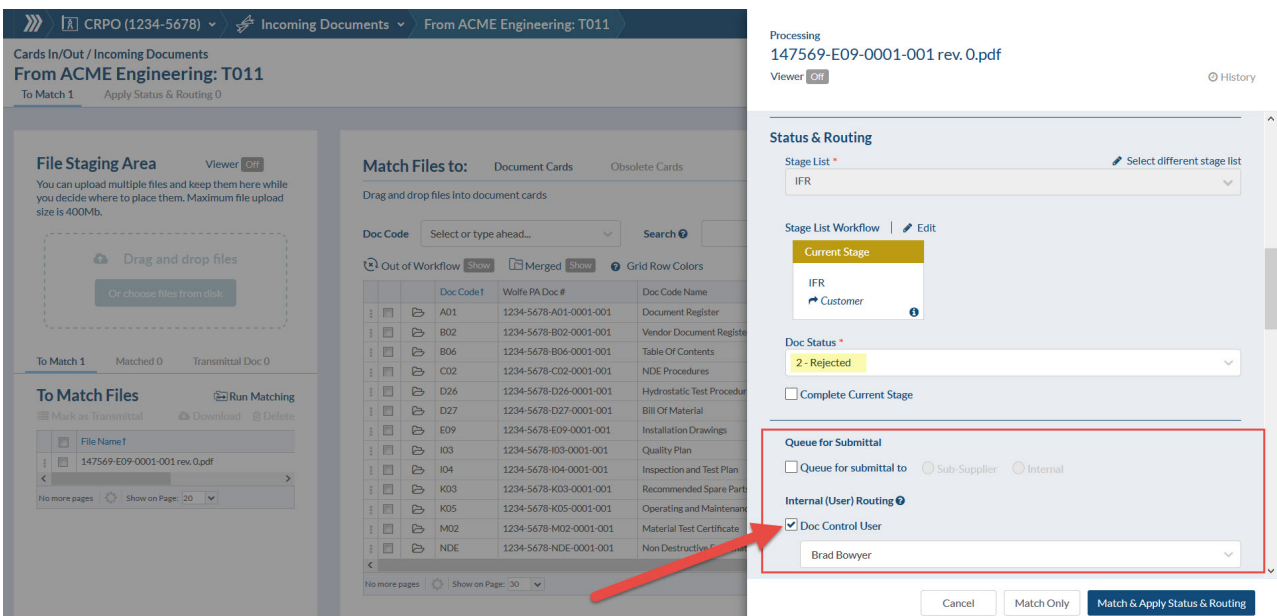 CRPO (1234-5678)
Incoming Documents
From ACME Engineering: T011
Cards In/Out / Incoming Documents
From ACME Engineering: T011
To Match 1
Apply Status & Routing 0
File Staging Area
Viewer Off
You can upload multiple files and keep them here while
you decide where to place them. Maximum file upload
size is 400Mb.
Drag and drop files
Or choose files from disk
To Match 1
Matched 0
Transmittal Doc 0
To Match Files
Run Matching
Mark as Transmittal
Download
Delete
File Name↑
147569-E09-0001-001 rev. 0.pdf
No more pages
Show on Page: 20
Match Files to:
Document Cards
Obsolete Cards
Drag and drop files into document cards
Doc Code
Select or type ahead...
Search
Out of Workflow Show
Merged Show
Grid Row Colors
Doc Code↑ Wolfe PA Doc # Doc Code Name
A01 1234-5678-A01-0001-001 Document Register
B02 1234-5678-B02-0001-001 Vendor Document Registe
B06 1234-5678-B06-0001-001 Table Of Contents
C02 1234-5678-C02-0001-001 NDE Procedures
D26 1234-5678-D26-0001-001 Hydrostatic Test Procedur
D27 1234-5678-D27-0001-001 Bill Of Material
E09 1234-5678-E09-0001-001 Installation Drawings
I03 1234-5678-I03-0001-001 Quality Plan
I04 1234-5678-I04-0001-001 Inspection and Test Plan
K03 1234-5678-K03-0001-001 Recommended Spare Parts
K05 1234-5678-K05-0001-001 Operating and Maintenanc
M02 1234-5678-M02-0001-001 Material Test Certificate
NDE 1234-5678-NDE-0001-001 Non Destructive
No more pages
Show on Page: 30
Processing
147569-E09-0001-001 rev. 0.pdf
Viewer Off
History
Status & Routing
Stage List *
Select different stage list
IFR
Stage List Workflow | Edit
Current Stage
IFR
Customer
Doc Status *
2 - Rejected
Complete Current Stage
Queue for Submittal
Queue for submittal to
Sub-Supplier
Internal
Internal (User) Routing
Doc Control User
Brad Bowyer
Cancel
Match Only
Match & Apply Status & Routing